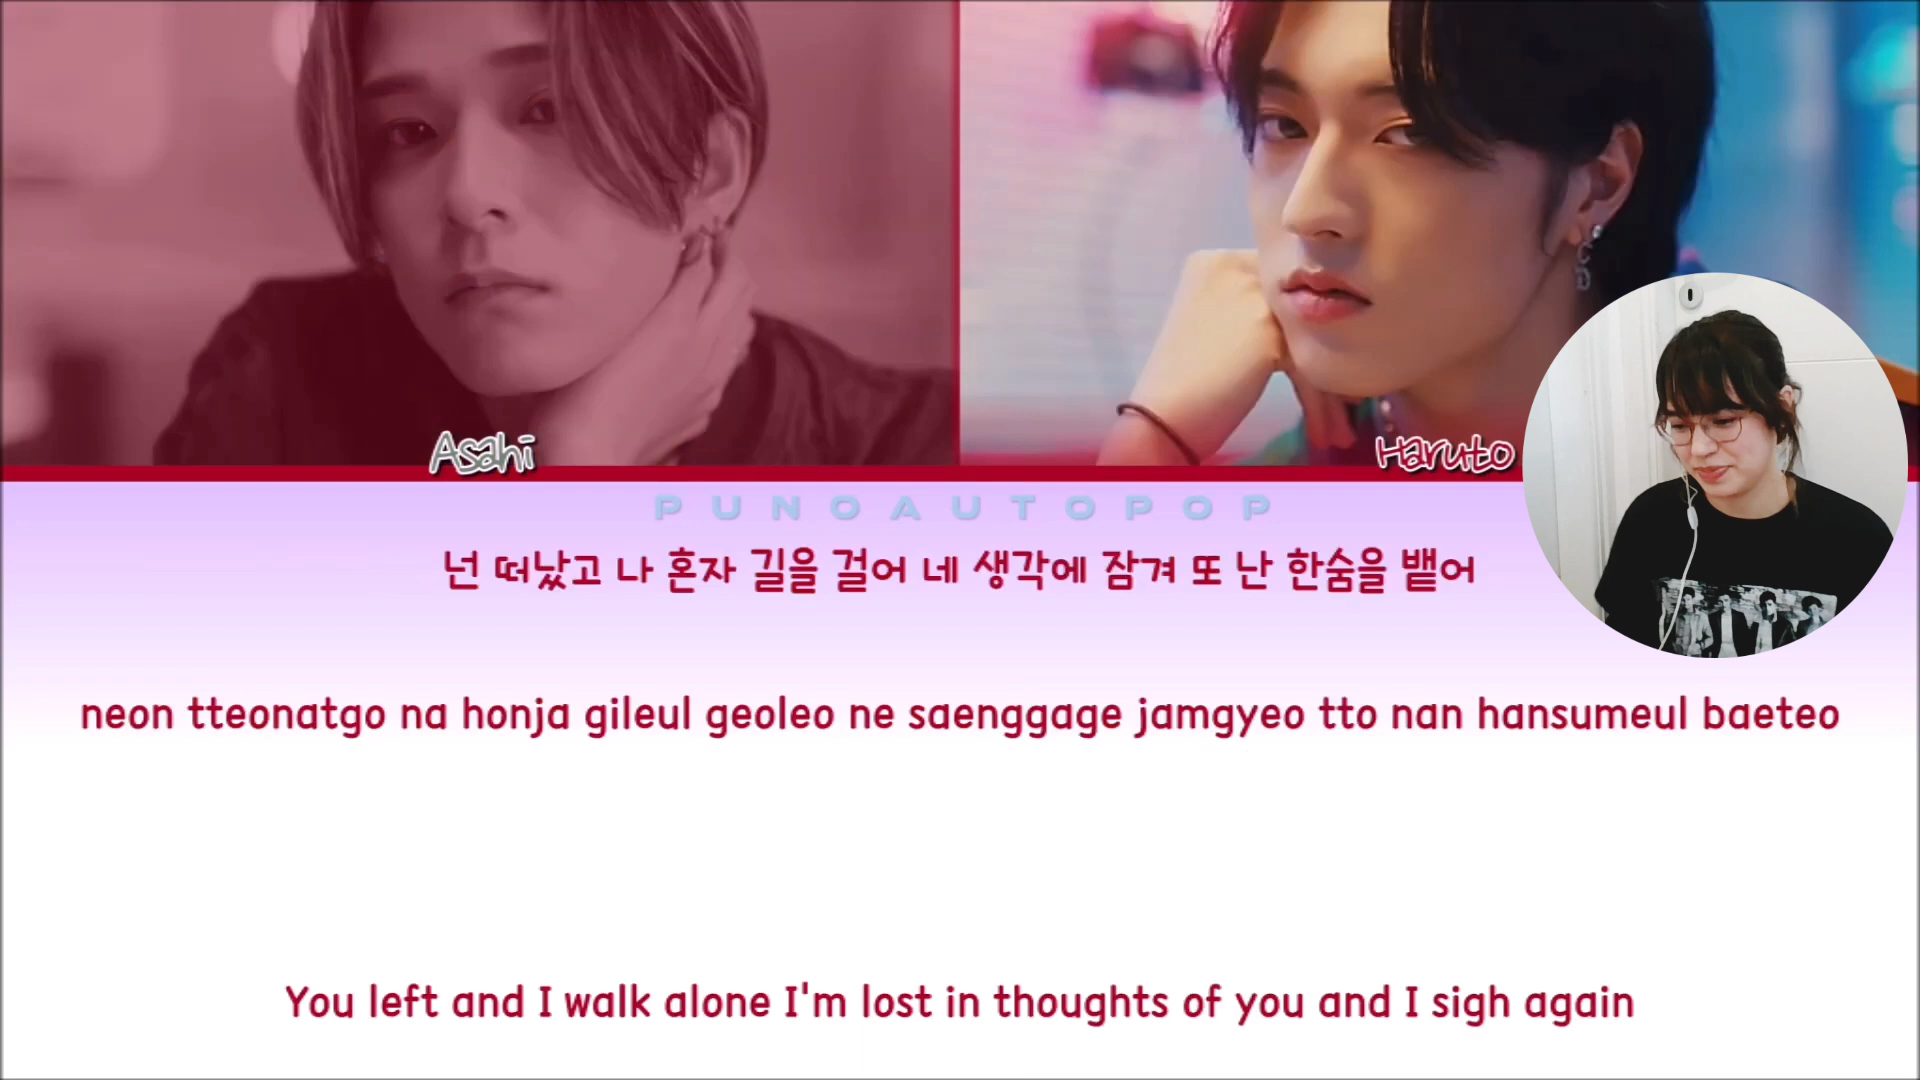 Asahi
Haruto
PUNOAUTOPOP
넌 떠났고 나 혼자 길을 걸어 네 생각에 잠겨 또 난 한숨을 뱉어
neon tteonatgo na honja gileul geoleo ne saenggage jamgyeo tto nan hansumeul baeteo
You left and I walk alone I'm lost in thoughts of you and I sigh again